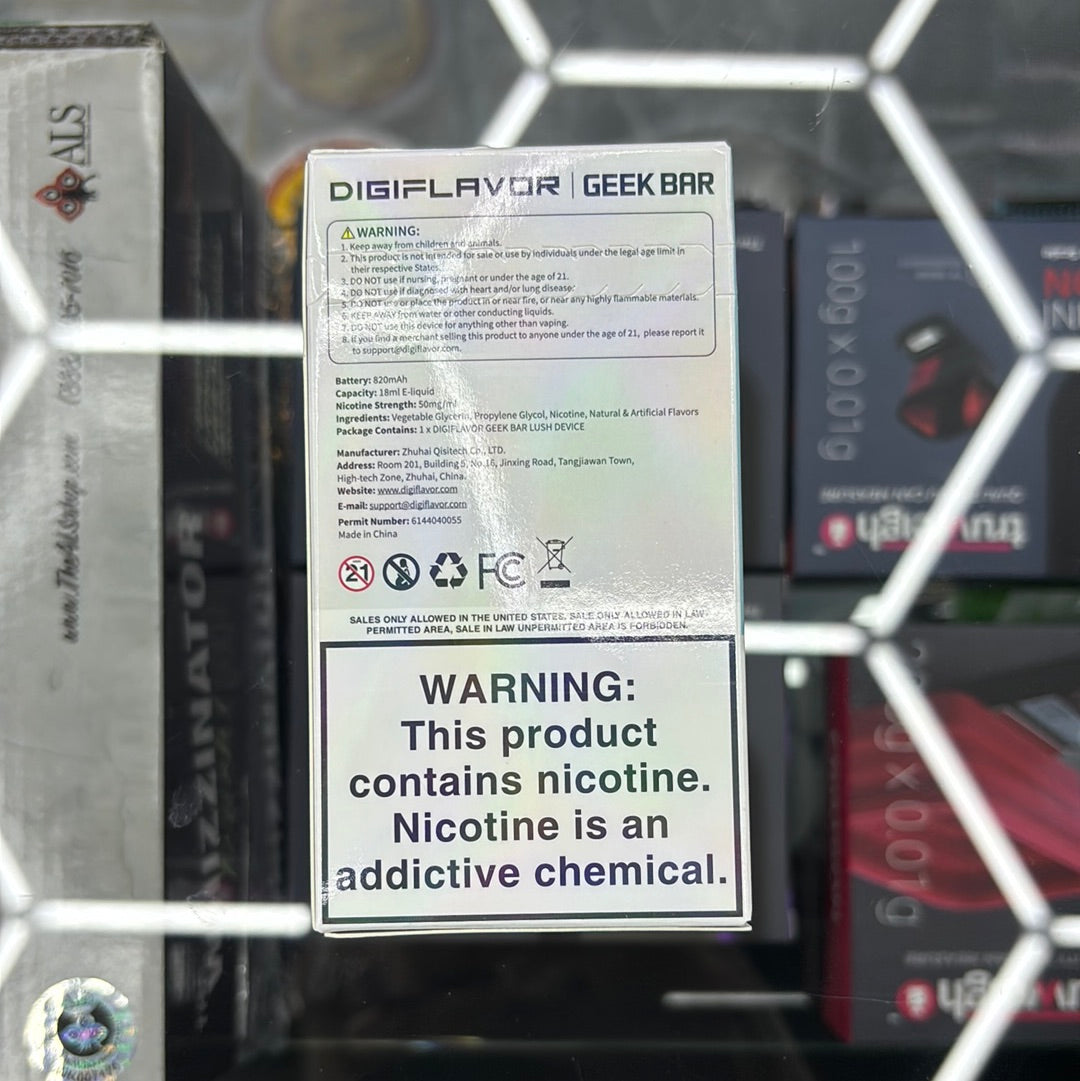 DIGIFLAVOR | GEEK BAR
⚠WARNING:
1. Keep away from children and animals.
2. This product is not intended for sale or use by individuals under the legal age limit in
their respective States.
3. DO NOT use if nursing, pregnant or under the age of 21.
4. DO NOT use if diagnosed with heart and/or lung disease.
5. DO NOT use or place the product in or near fire, or near any highly flammable materials.
6. KEEP AWAY from water or other conducting liquids.
7. DO NOT use this device for anything other than vaping.
8. If you find a merchant selling this product to anyone under the age of 21, please report it
to support@digiflavor.com.
Battery: 820mAh
Capacity: 18ml E-liquid
Nicotine Strength: 50mg/ml
Ingredients: Vegetable Glycerin, Propylene Glycol, Nicotine, Natural & Artificial Flavors
Package Contains: 1 x DIGIFLAVOR GEEK BAR LUSH DEVICE
Manufacturer: Zhuhai Qisitech Co., LTD.
Address: Room 201, Building 5, No.16, Jinxing Road, Tangjiawan Town,
High-tech Zone, Zhuhai, China.
Website: www.digiflavor.com
E-mail: support@digiflavor.com
Permit Number: 6144040055
Made in China
21
FC
SALES ONLY ALLOWED IN THE UNITED STATES. SALE ONLY ALLOWED IN LAW-
PERMITTED AREA, SALE IN LAW UNPERMITTED AREA IS FORBIDDEN.
WARNING:
This product
contains nicotine.
Nicotine is an
addictive chemical.
ALS
100g x 0.01g
truweigh
x 0.01g